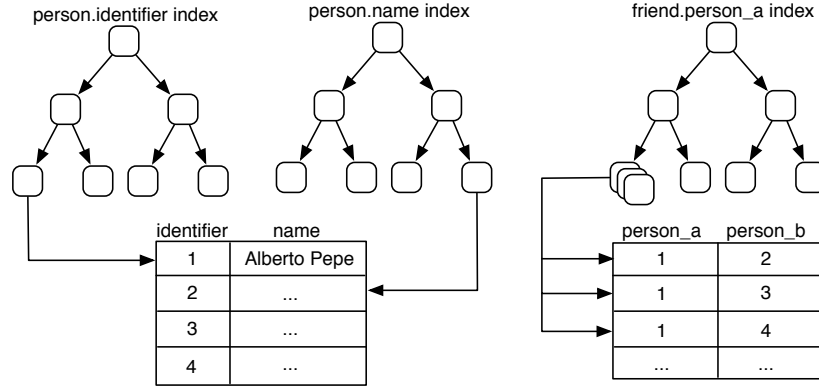 person.identifier index person.name index friend.person_a index
identifier name
1 Alberto Pepe
2 ...
3 ...
4 ...
person_a person_b
1 2
1 3
1 4
... ...